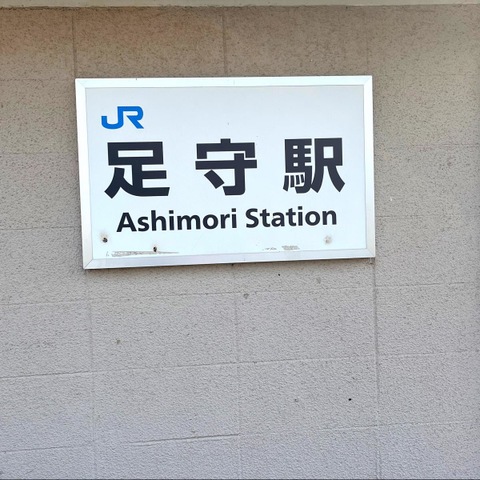 JR
足守駅
Ashimori Station